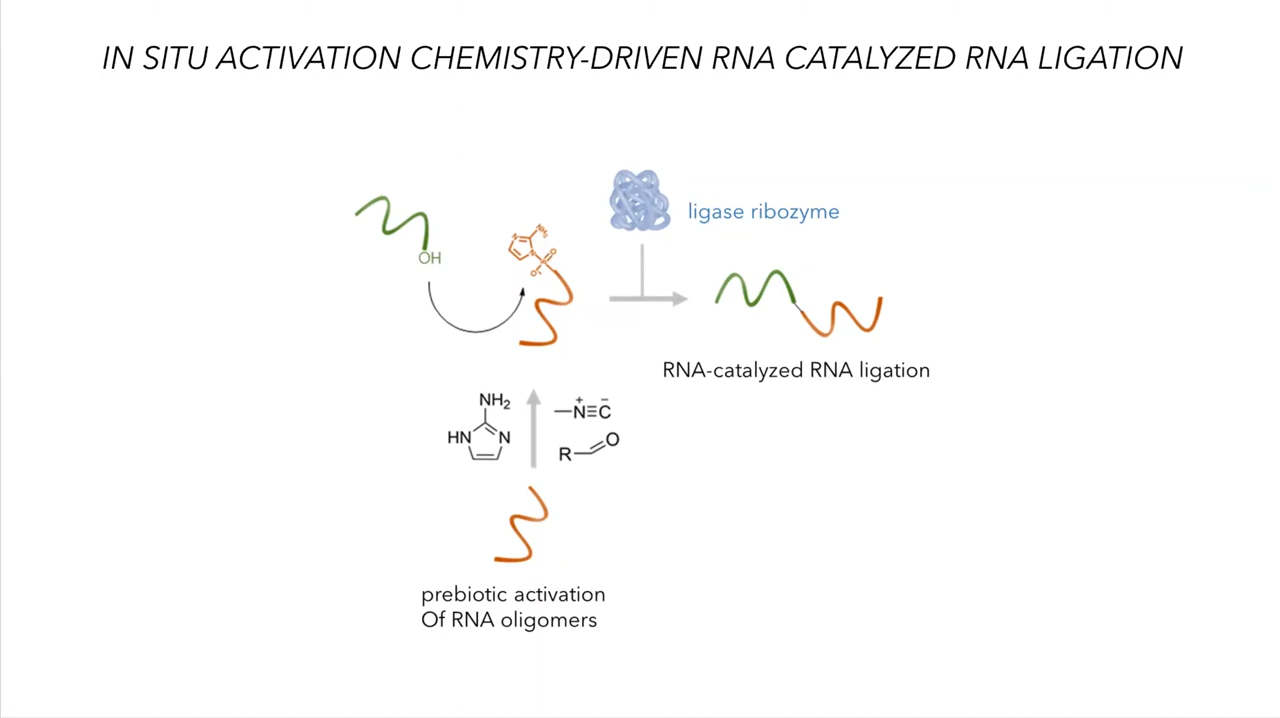 IN SITU ACTIVATION CHEMISTRY-DRIVEN RNA CATALYZED RNA LIGATION
ligase ribozyme
OH
NH2
N
N
P
O
O-
RNA-catalyzed RNA ligation
NH2
HN
N
+ −
N≡C
R
O
prebiotic activation
Of RNA oligomers